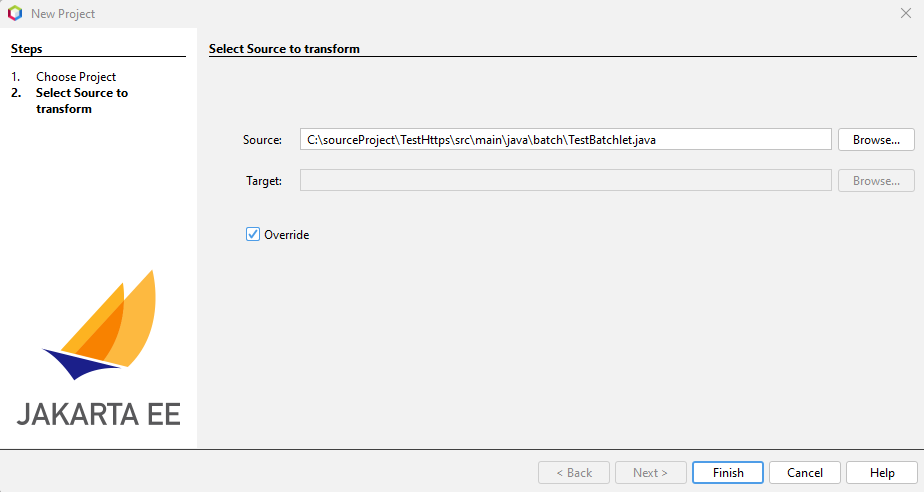 New Project
Steps
1. Choose Project
2. Select Source to
transform
Select Source to transform
Source: C:\sourceProject\TestHttps\src\main\java\batch\TestBatchlet.java Browse...
Target: Browse...
Override
JAKARTA EE
< Back Next > Finish Cancel Help